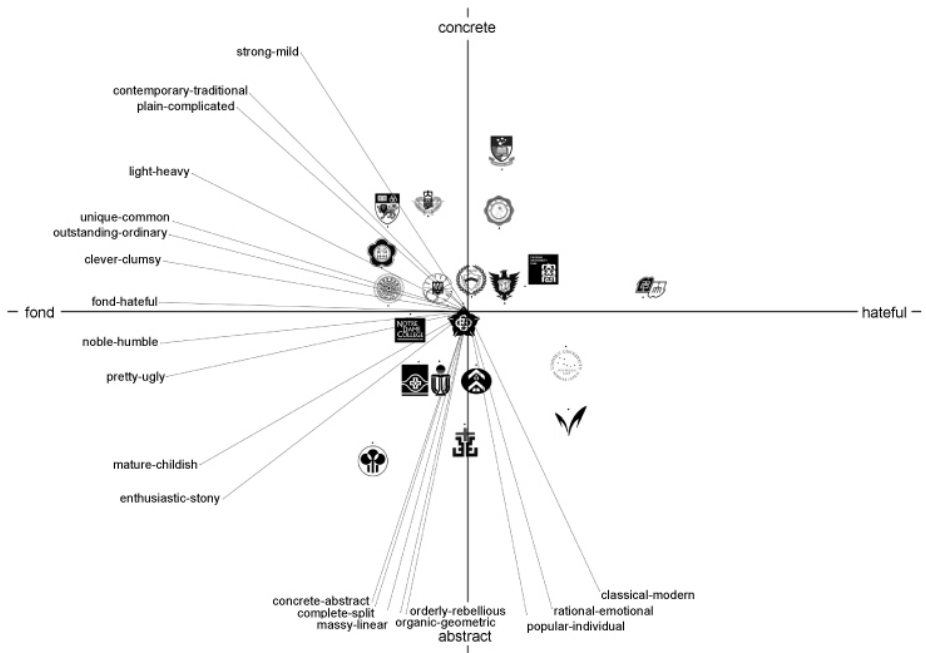 concrete
strong-mild
contemporary-traditional
plain-complicated
light-heavy
unique-common
outstanding-ordinary
clever-clumsy
fond-hateful
fond
hateful
NOTRE
DAME
COLLEGE
noble-humble
pretty-ugly
mature-childish
enthusiastic-stony
classical-modern
concrete-abstract
orderly-rebellious
rational-emotional
complete-split
massy-linear
organic-geometric
popular-individual
abstract